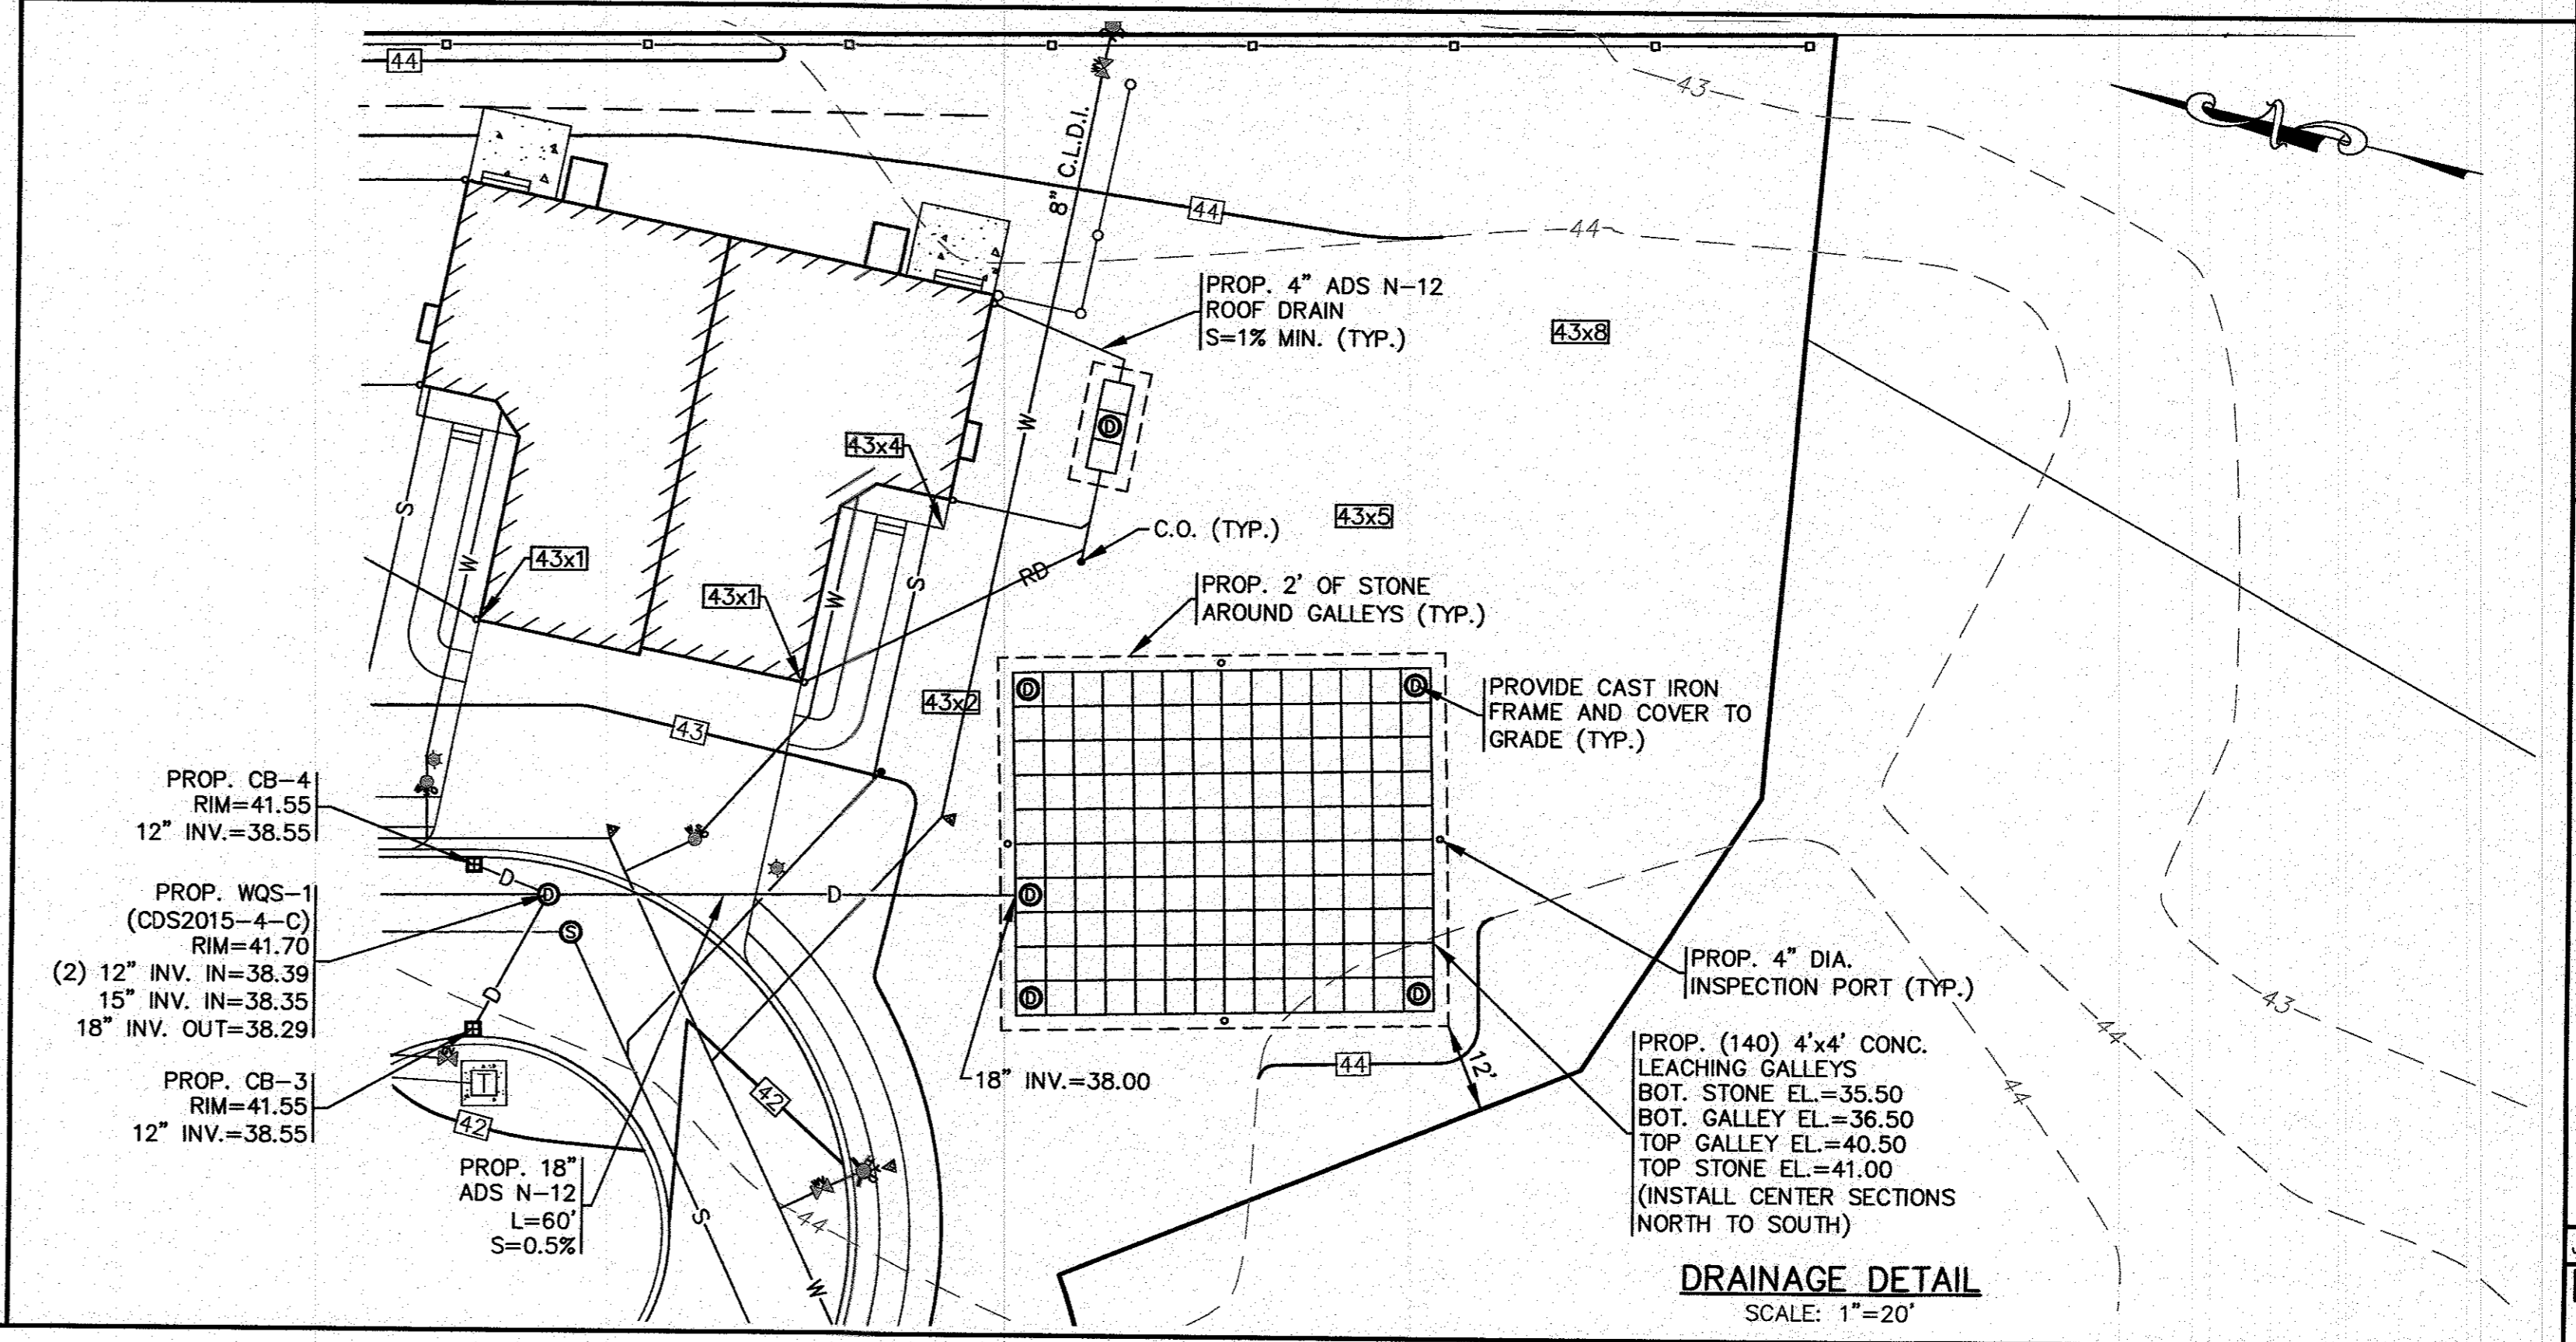 44
43
8" C.L.D.I.
44
44
PROP. 4" ADS N-12
ROOF DRAIN
S=1% MIN. (TYP.)
43x8
W
D
43x4
S
43x5
C.O. (TYP.)
W
43x1
RD
S
43x1
W
PROP. 2' OF STONE
AROUND GALLEYS (TYP.)
43x2
43
D
D
PROVIDE CAST IRON
FRAME AND COVER TO
GRADE (TYP.)
PROP. CB-4
RIM=41.55
12" INV.=38.55
D
D
D
D
PROP. WQS-1
(CDS2015-4-C)
RIM=41.70
(2) 12" INV. IN=38.39
15" INV. IN=38.35
18" INV. OUT=38.29
S
D
D
D
PROP. 4" DIA.
INSPECTION PORT (TYP.)
43
44
PROP. CB-3
RIM=41.55
12" INV.=38.55
T
42
42
18" INV.=38.00
44
12'
44
PROP. (140) 4'x4' CONC.
LEACHING GALLEYS
BOT. STONE EL.=35.50
BOT. GALLEY EL.=36.50
TOP GALLEY EL.=40.50
TOP STONE EL.=41.00
(INSTALL CENTER SECTIONS
NORTH TO SOUTH)
PROP. 18"
ADS N-12
L=60'
S=0.5%
S
44
W
DRAINAGE DETAIL
SCALE: 1"=20'